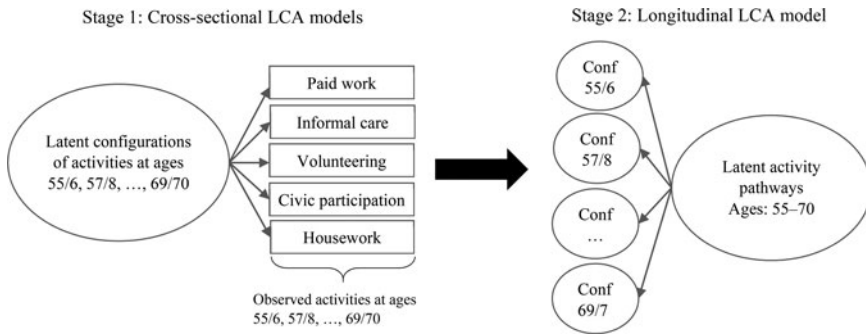 Stage 1: Cross-sectional LCA models
Latent configurations
of activities at ages
55/6, 57/8, ..., 69/70
Paid work
Informal care
Volunteering
Civic participation
Housework
Observed activities at ages
55/6, 57/8, ..., 69/70
Stage 2: Longitudinal LCA model
Conf
55/6
Conf
57/8
Conf
...
Conf
69/7
Latent activity
pathways
Ages: 55–70